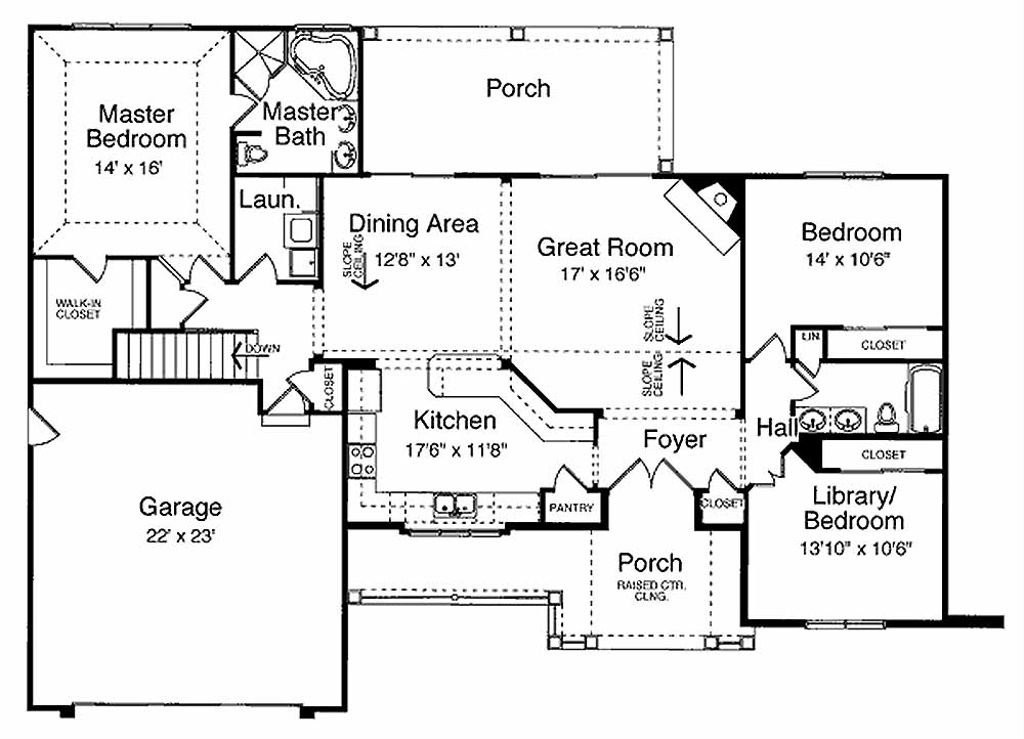 Porch
Master
Bedroom
14' x 16'
Master
Bath
Laun.
Dining Area
12'8" x 13'
SLOPE
CEILING
Great Room
17' x 16'6"
SLOPE
CEILING
SLOPE
CEILING
Bedroom
14' x 10'6"
WALK-IN
CLOSET
DOWN
CLOSET
LIN.
CLOSET
Kitchen
17'6" x 11'8"
Foyer
Hall
CLOSET
PANTRY
CLOSET
Library/
Bedroom
13'10" x 10'6"
Garage
22' x 23'
Porch
RAISED CTR.
CLNG.